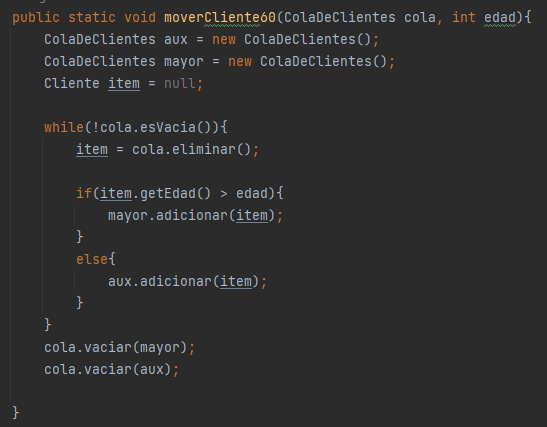 public static void moverCliente60(ColaDeClientes cola, int edad){
    ColaDeClientes aux = new ColaDeClientes();
    ColaDeClientes mayor = new ColaDeClientes();
    Cliente item = null;

    while(!cola.esVacia()){
        item = cola.eliminar();

        if(item.getEdad() > edad){
            mayor.adicionar(item);
        }
        else{
            aux.adicionar(item);
        }
    }
    cola.vaciar(mayor);
    cola.vaciar(aux);

}